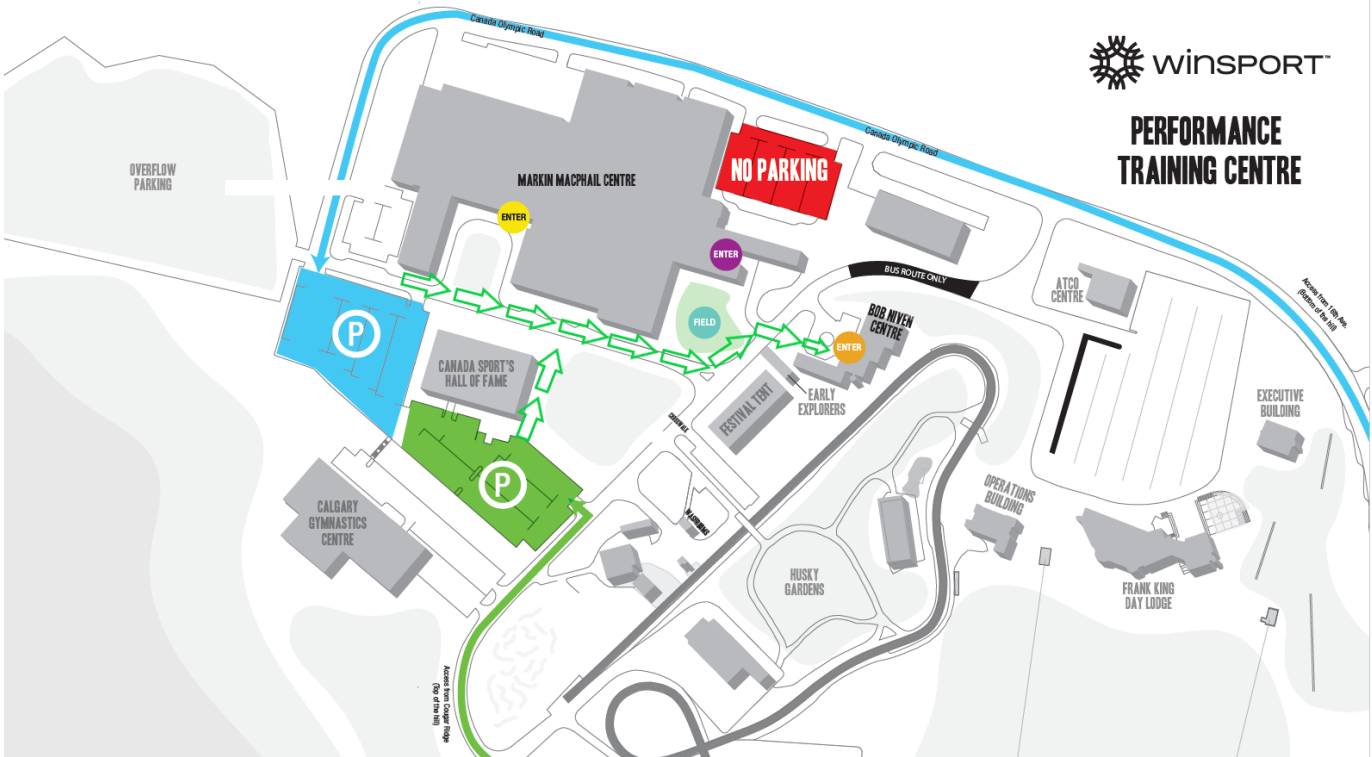 Canada Olympic Road
WINSPORT™
PERFORMANCE
TRAINING CENTRE
Canada Olympic Road
NO PARKING
OVERFLOW
PARKING
MARKIN MACPHAIL CENTRE
ENTER
ENTER
BUS ROUTE ONLY
ATCO
CENTRE
Access from 16th Ave.
(Bottom of the hill)
FIELD
BOB NIVEN
CENTRE
P
ENTER
CANADA SPORT'S
HALL OF FAME
EARLY
EXPLORERS
FESTIVAL TENT
EXECUTIVE
BUILDING
P
OPERATIONS
BUILDING
CALGARY
GYMNASTICS
CENTRE
HUSKY
GARDENS
FRANK KING
DAY LODGE
Access from Cougar Ridge
(Top of the hill)